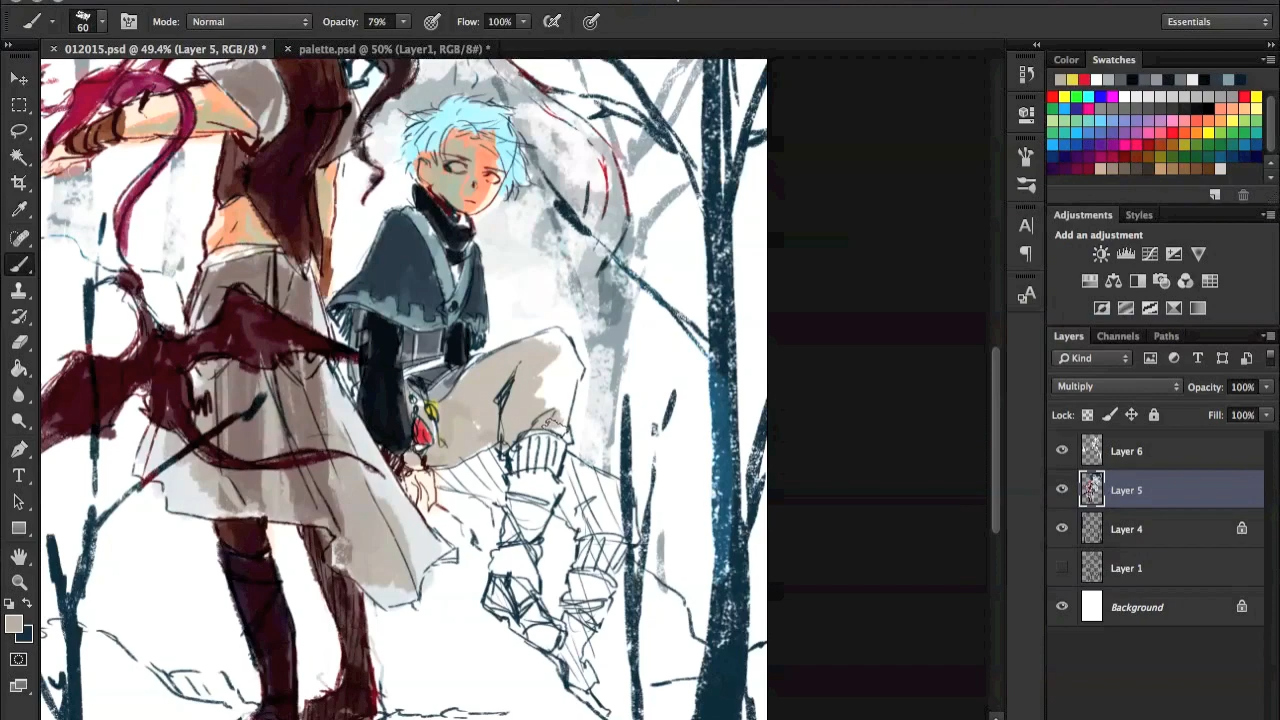 60 Mode: Normal Opacity: 79% Flow: 100% Essentials
012015.psd @ 49.4% (Layer 5, RGB/8) * palette.psd @ 50% (Layer1, RGB/8#) *
Color Swatches
Adjustments Styles
Add an adjustment
Layers Channels Paths
Kind
Multiply Opacity: 100%
Lock: Fill: 100%
Layer 6
Layer 5
Layer 4
Layer 1
Background